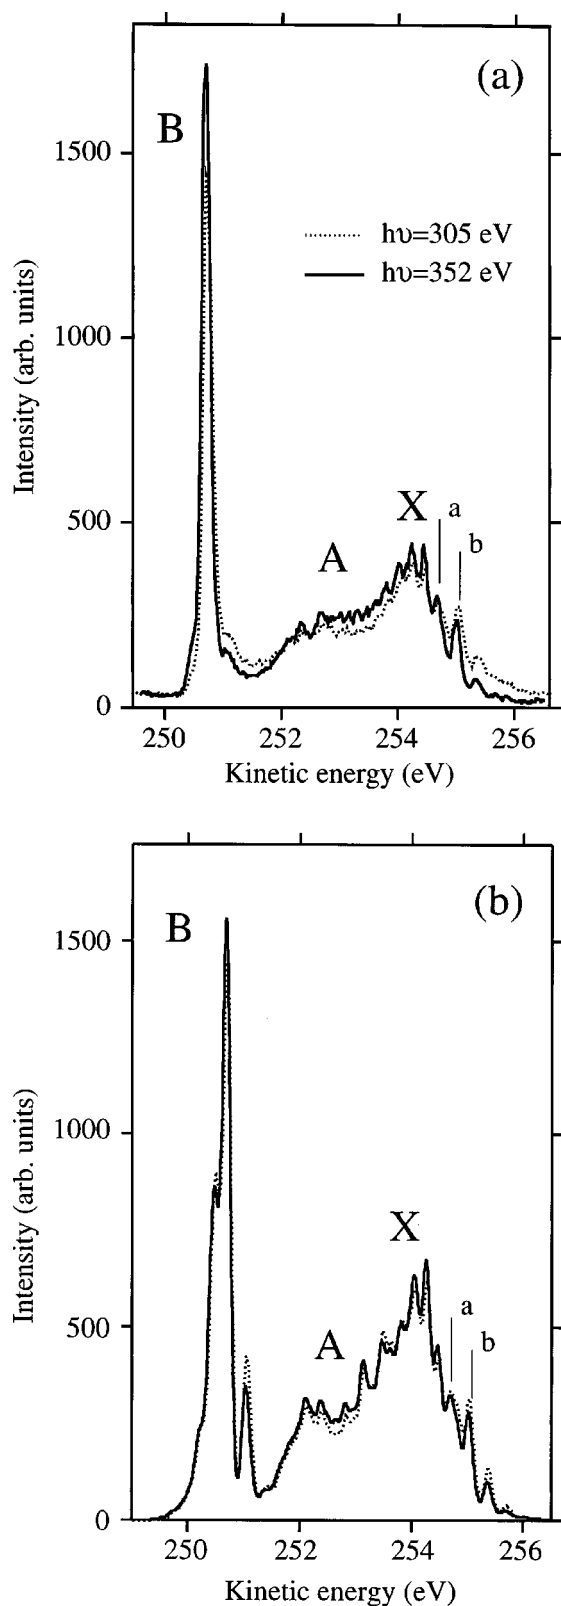 (a)
B
hυ=305 eV
hυ=352 eV
Intensity (arb. units)
1500
1000
500
0
X
a
b
A
250
252
254
256
Kinetic energy (eV)
(b)
B
Intensity (arb. units)
1500
1000
500
0
X
a
b
A
250
252
254
256
Kinetic energy (eV)